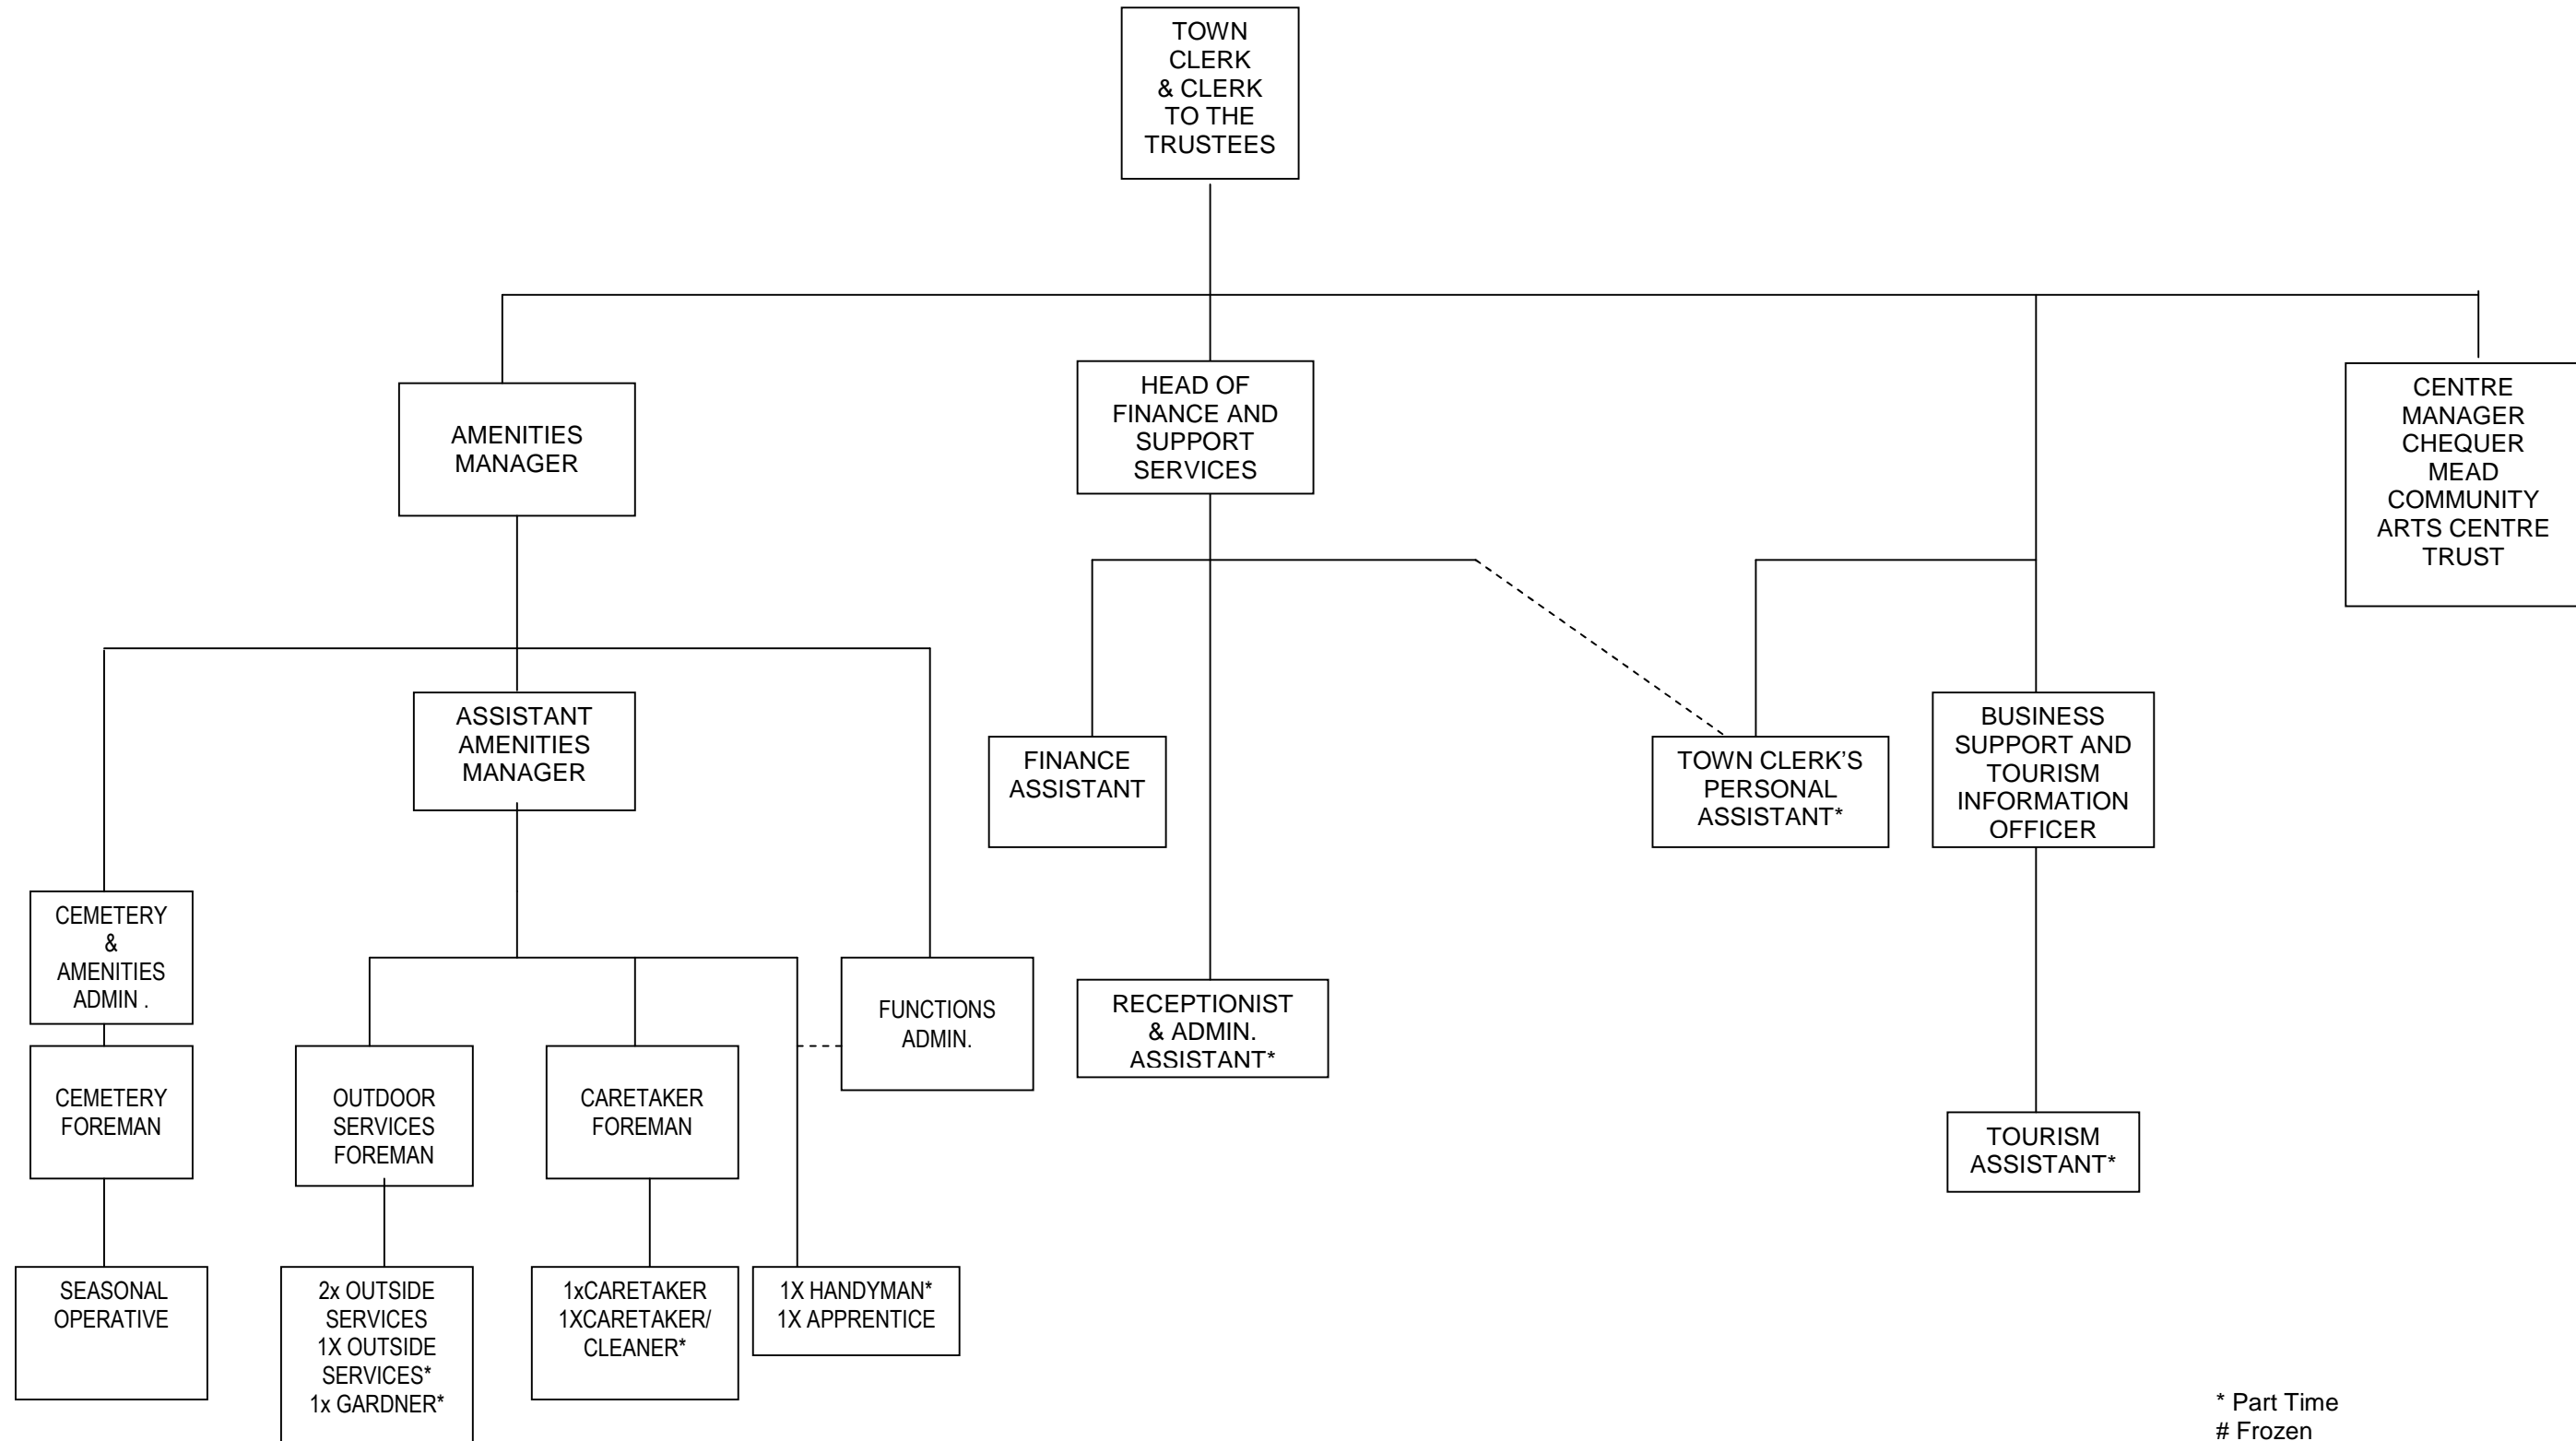 TOWN
CLERK
& CLERK
TO THE
TRUSTEES
AMENITIES
MANAGER
HEAD OF
FINANCE AND
SUPPORT
SERVICES
CENTRE
MANAGER
CHEQUER
MEAD
COMMUNITY
ARTS CENTRE
TRUST
ASSISTANT
AMENITIES
MANAGER
FINANCE
ASSISTANT
TOWN CLERK’S
PERSONAL
ASSISTANT*
BUSINESS
SUPPORT AND
TOURISM
INFORMATION
OFFICER
CEMETERY
&
AMENITIES
ADMIN .
FUNCTIONS
ADMIN.
RECEPTIONIST
& ADMIN.
ASSISTANT*
CEMETERY
FOREMAN
OUTDOOR
SERVICES
FOREMAN
CARETAKER
FOREMAN
TOURISM
ASSISTANT*
SEASONAL
OPERATIVE
2x OUTSIDE
SERVICES
1X OUTSIDE
SERVICES*
1x GARDNER*
1xCARETAKER
1XCARETAKER/
CLEANER*
1X HANDYMAN*
1X APPRENTICE
* Part Time
# Frozen